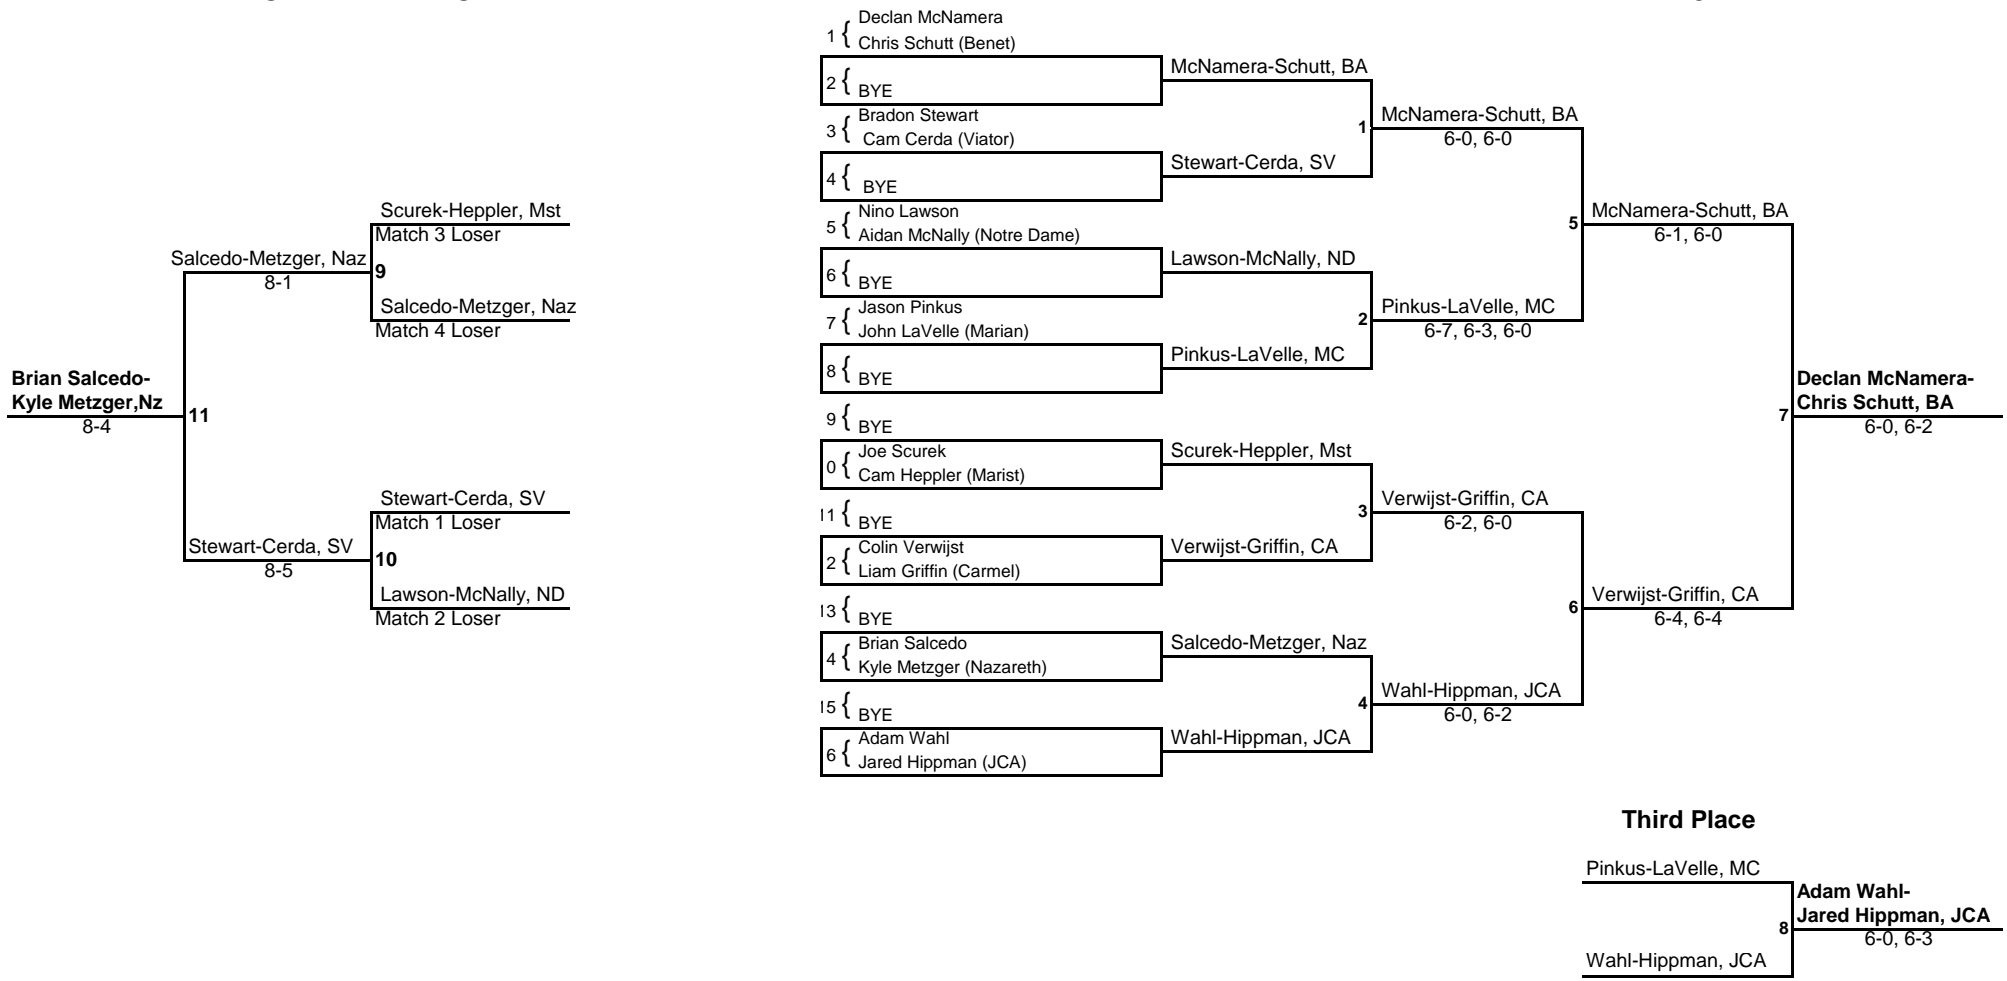 1 { Declan McNamera
Chris Schutt (Benet)
2 { BYE
3 { Bradon Stewart
Cam Cerda (Viator)
4 { BYE
5 { Nino Lawson
Aidan McNally (Notre Dame)
6 { BYE
7 { Jason Pinkus
John LaVelle (Marian)
8 { BYE
9 { BYE
0 { Joe Scurek
Cam Heppler (Marist)
11 { BYE
2 { Colin Verwijst
Liam Griffin (Carmel)
13 { BYE
4 { Brian Salcedo
Kyle Metzger (Nazareth)
15 { BYE
6 { Adam Wahl
Jared Hippman (JCA)
McNamera-Schutt, BA
1
Stewart-Cerda, SV
Lawson-McNally, ND
2
Pinkus-LaVelle, MC
Scurek-Heppler, Mst
3
Verwijst-Griffin, CA
Salcedo-Metzger, Naz
4
Wahl-Hippman, JCA
McNamera-Schutt, BA
6-0, 6-0
5
Pinkus-LaVelle, MC
6-7, 6-3, 6-0
Verwijst-Griffin, CA
6-2, 6-0
6
Wahl-Hippman, JCA
6-0, 6-2
McNamera-Schutt, BA
6-1, 6-0
7
Verwijst-Griffin, CA
6-4, 6-4
Declan McNamera-
Chris Schutt, BA
6-0, 6-2
Scurek-Heppler, Mst
Match 3 Loser
9
Salcedo-Metzger, Naz
Match 4 Loser
Stewart-Cerda, SV
Match 1 Loser
10
Lawson-McNally, ND
Match 2 Loser
Salcedo-Metzger, Naz
8-1
11
Stewart-Cerda, SV
8-5
Brian Salcedo-
Kyle Metzger,Nz
8-4
Third Place
Pinkus-LaVelle, MC
8
Wahl-Hippman, JCA
Adam Wahl-
Jared Hippman, JCA
6-0, 6-3